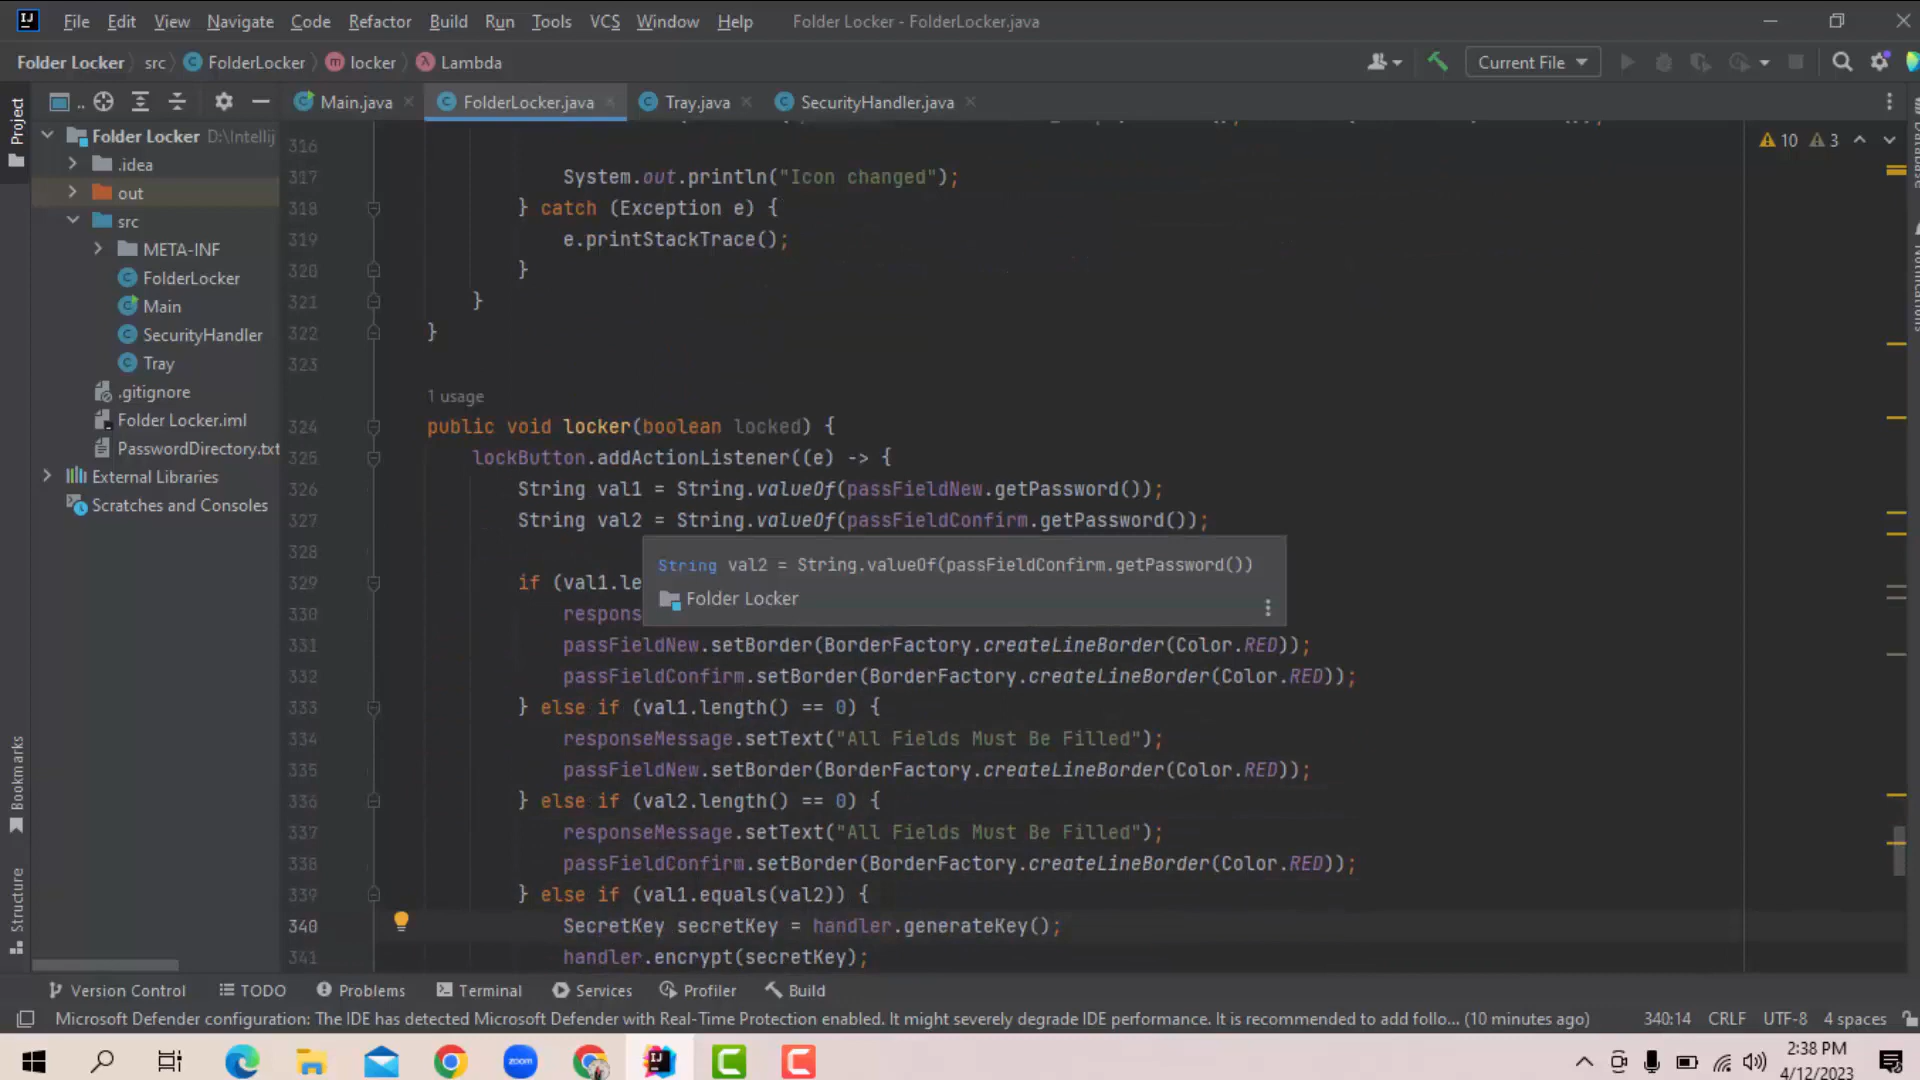 File Edit View Navigate Code Refactor Build Run Tools VCS Window Help Folder Locker - FolderLocker.java
Folder Locker src FolderLocker locker Lambda Current File
Project
Main.java FolderLocker.java Tray.java SecurityHandler.java
Folder Locker D:\Intellij
.idea
out
src
META-INF
FolderLocker
Main
SecurityHandler
Tray
.gitignore
Folder Locker.iml
PasswordDirectory.txt
External Libraries
Scratches and Consoles
10 3
316
317 System.out.println("Icon changed");
318 } catch (Exception e) {
319 e.printStackTrace();
320 }
321 }
322 }
323
1 usage
324 public void locker(boolean locked) {
325 lockButton.addActionListener((e) -> {
326 String val1 = String.valueOf(passFieldNew.getPassword());
327 String val2 = String.valueOf(passFieldConfirm.getPassword());
328
String val2 = String.valueOf(passFieldConfirm.getPassword())
Folder Locker
329 if (val1.le
330 respons
331 passFieldNew.setBorder(BorderFactory.createLineBorder(Color.RED));
332 passFieldConfirm.setBorder(BorderFactory.createLineBorder(Color.RED));
333 } else if (val1.length() == 0) {
334 responseMessage.setText("All Fields Must Be Filled");
335 passFieldNew.setBorder(BorderFactory.createLineBorder(Color.RED));
336 } else if (val2.length() == 0) {
337 responseMessage.setText("All Fields Must Be Filled");
338 passFieldConfirm.setBorder(BorderFactory.createLineBorder(Color.RED));
339 } else if (val1.equals(val2)) {
340 SecretKey secretKey = handler.generateKey();
341 handler.encrypt(secretKey);
Database
Notifications
Bookmarks
Structure
Version Control TODO Problems Terminal Services Profiler Build
Microsoft Defender configuration: The IDE has detected Microsoft Defender with Real-Time Protection enabled. It might severely degrade IDE performance. It is recommended to add follo... (10 minutes ago) 340:14 CRLF UTF-8 4 spaces
zoom
2:38 PM
4/12/2023